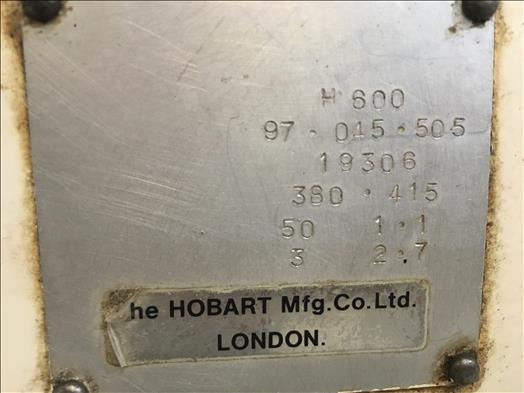 H 600
97 · 045 · 505
19306
380 · 415
50 1·1
3 2·7
he HOBART Mfg.Co.Ltd.
LONDON.